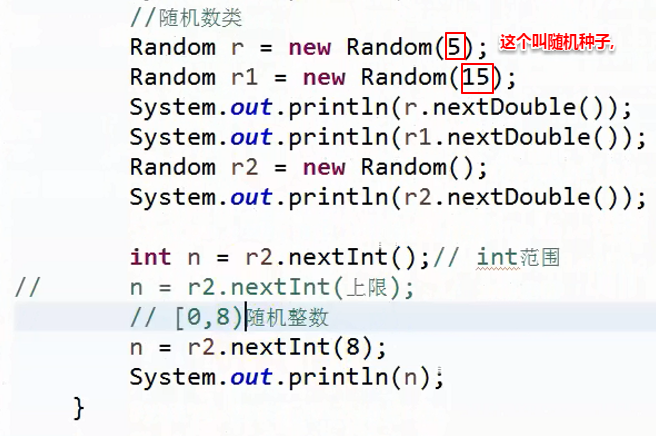 //随机数类
Random r = new Random(5); 这个叫随机种子,
Random r1 = new Random(15);
System.out.println(r.nextDouble());
System.out.println(r1.nextDouble());
Random r2 = new Random();
System.out.println(r2.nextDouble());
int n = r2.nextInt();// int范围
// n = r2.nextInt(上限);
// [0,8)随机整数
n = r2.nextInt(8);
System.out.println(n);
}